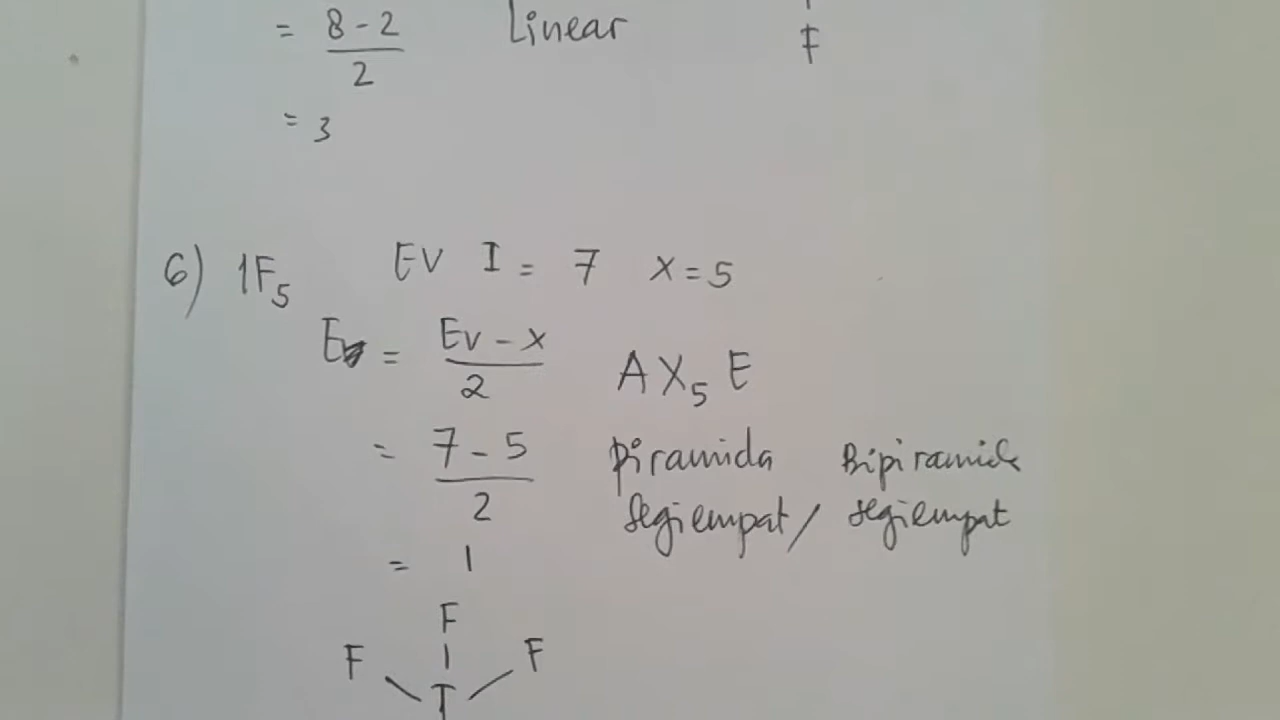 = 8 - 2 / 2 Linear F
= 3
6) IF5 EV I = 7 X = 5
E = Ev - x / 2 AX5E
= 7 - 5 / 2 Piramida Bipiramida
segiempat / segiempat
= 1
F
F F
I